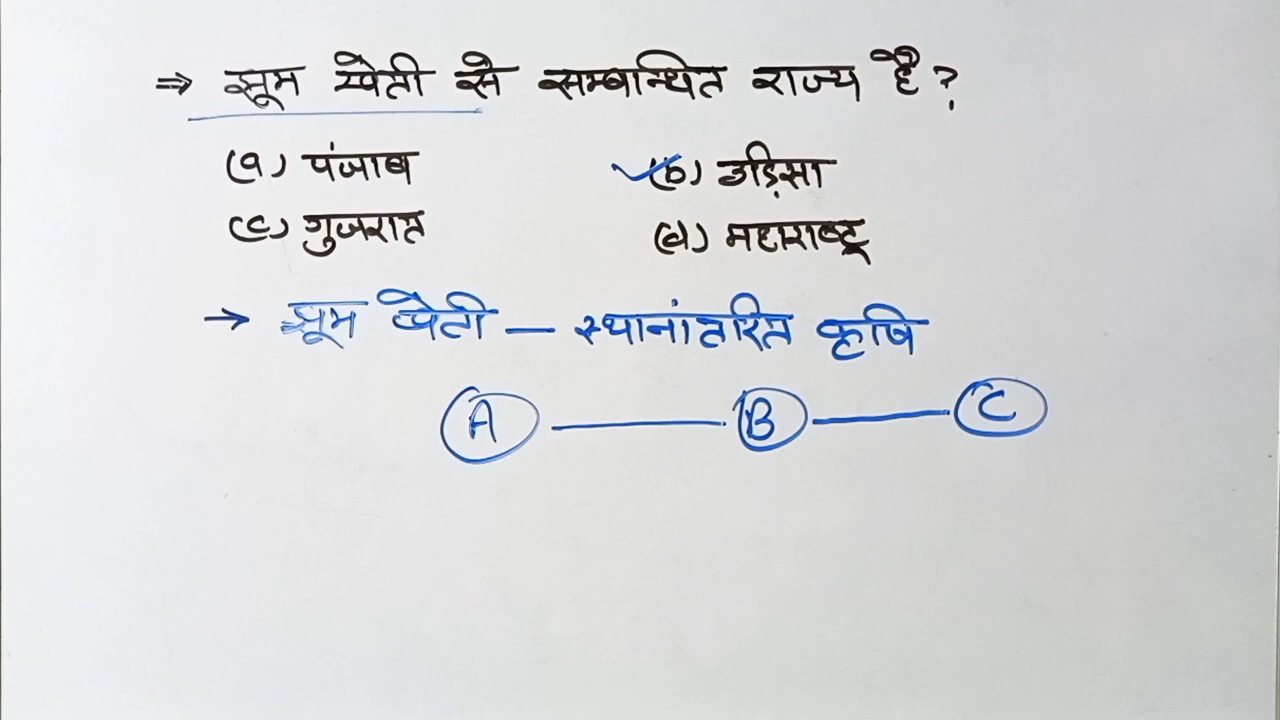 ⇒ झूम खेती से सम्बन्धित राज्य है ?
(a) पंजाब (b) उड़िसा
(c) गुजरात (d) महाराष्ट्र
→ झूम खेती — स्थानांतरित कृषि
A — B — C